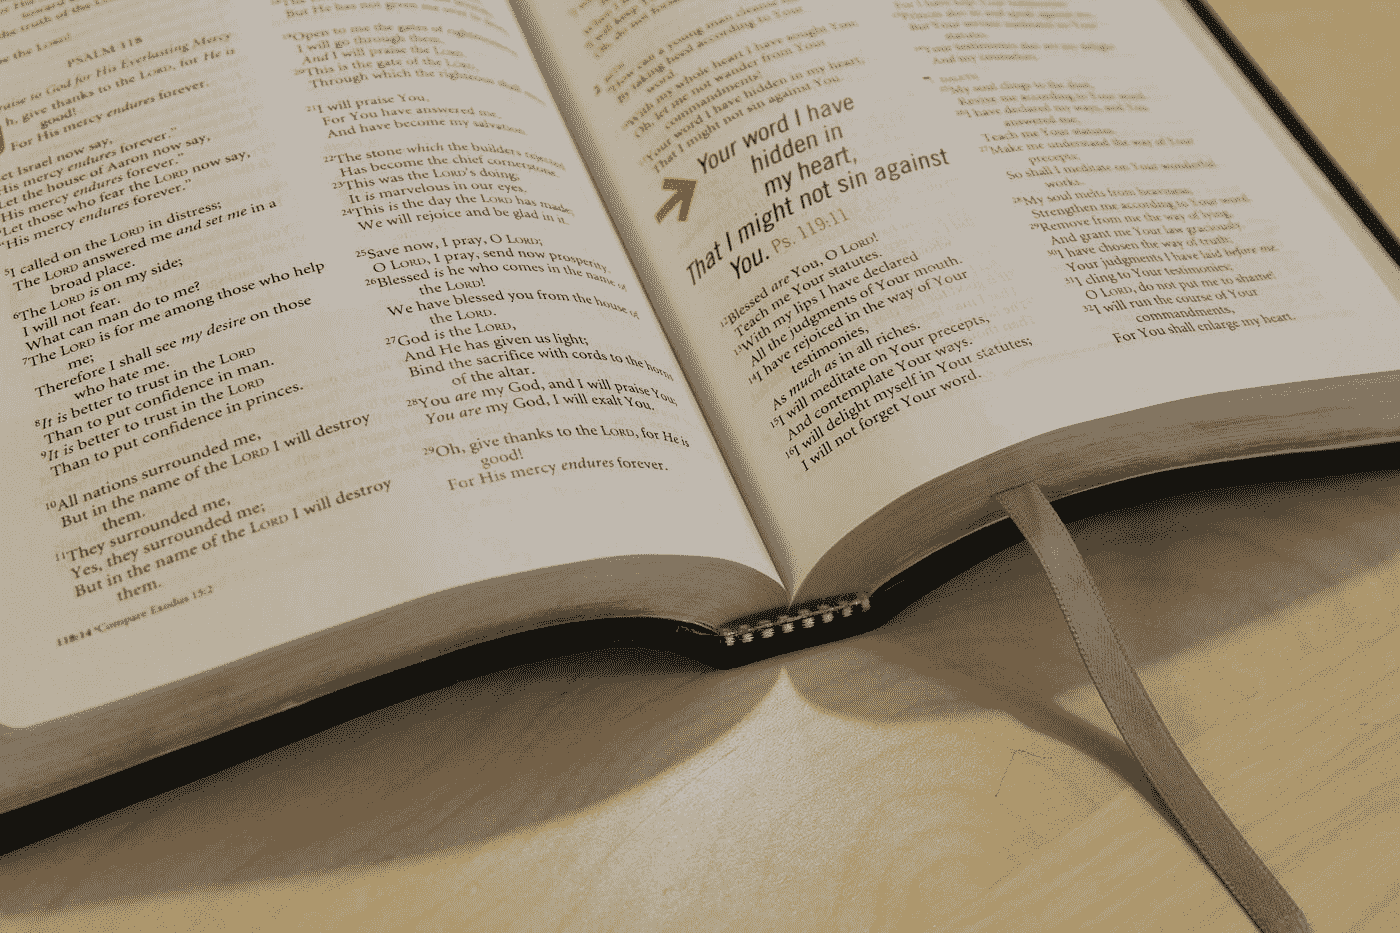 the truth of the LORD
the LORD!
PSALM 118
Praise to God for His Everlasting Mercy
h, give thanks to the LORD, for He is
good!
For His mercy endures forever.
et Israel now say,
His mercy endures forever."
Let the house of Aaron now say,
"His mercy endures forever."
Let those who fear the LORD now say,
"His mercy endures forever."
5I called on the LORD in distress;
The LORD answered me and set me in a
broad place.
6The LORD is on my side;
I will not fear.
What can man do to me?
7The LORD is for me among those who help
me;
Therefore I shall see my desire on those
who hate me.
8It is better to trust in the LORD
Than to put confidence in man.
9It is better to trust in the LORD
Than to put confidence in princes.
10All nations surrounded me,
But in the name of the LORD I will destroy
them.
11They surrounded me,
Yes, they surrounded me;
But in the name of the LORD I will destroy
them.
118:14 Compare Exodus 15:2
But He has not given me
19Open to me the gates of righteousness;
I will go through them,
And I will praise the LORD.
20This is the gate of the LORD,
Through which the righteous shall
21I will praise You,
For You have answered me,
And have become my salvation.
22The stone which the builders rejected
Has become the chief cornerstone.
23This was the LORD's doing;
It is marvelous in our eyes.
24This is the day the LORD has made;
We will rejoice and be glad in it.
25Save now, I pray, O LORD;
O LORD, I pray, send now prosperity.
26Blessed is he who comes in the name of
the LORD!
We have blessed you from the house of
the LORD.
27God is the LORD,
And He has given us light;
Bind the sacrifice with cords to the horns
of the altar.
28You are my God, and I will praise You;
You are my God, I will exalt You.
29Oh, give thanks to the LORD, for He is
good!
For His mercy endures forever.
How can a young man cleanse his
By taking heed according to Your
word.
With my whole heart I have sought You;
Oh, let me not wander from Your
commandments!
Your word I have hidden in my heart,
That I might not sin against You.
Your word I have
hidden in
my heart,
That I might not sin against
You. Ps. 119:11
12Blessed are You, O LORD!
Teach me Your statutes.
13With my lips I have declared
All the judgments of Your mouth.
14I have rejoiced in the way of Your
testimonies,
As much as in all riches.
15I will meditate on Your precepts,
And contemplate Your ways.
16I will delight myself in Your statutes;
I will not forget Your word.
statutes.
Your testimonies also are my delight
And my counselors.
My soul clings to the dust;
Revive me according to Your word.
I have declared my ways, and You
answered me;
Teach me Your statutes.
27Make me understand the way of Your
precepts;
So shall I meditate on Your wonderful
works.
28My soul melts from heaviness;
Strengthen me according to Your word.
29Remove from me the way of lying,
And grant me Your law graciously.
30I have chosen the way of truth;
Your judgments I have laid before me.
31I cling to Your testimonies;
O LORD, do not put me to shame!
32I will run the course of Your
commandments,
For You shall enlarge my heart.